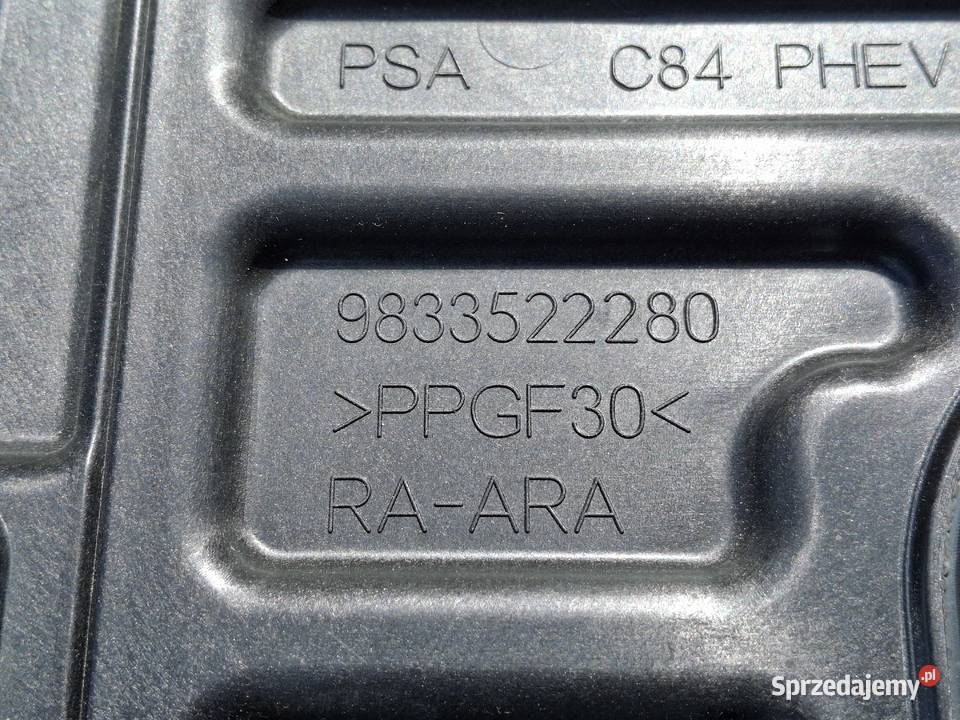 PSA C84 PHEV
9833522280
>PPGF30<
RA-ARA
Sprzedajemy.pl